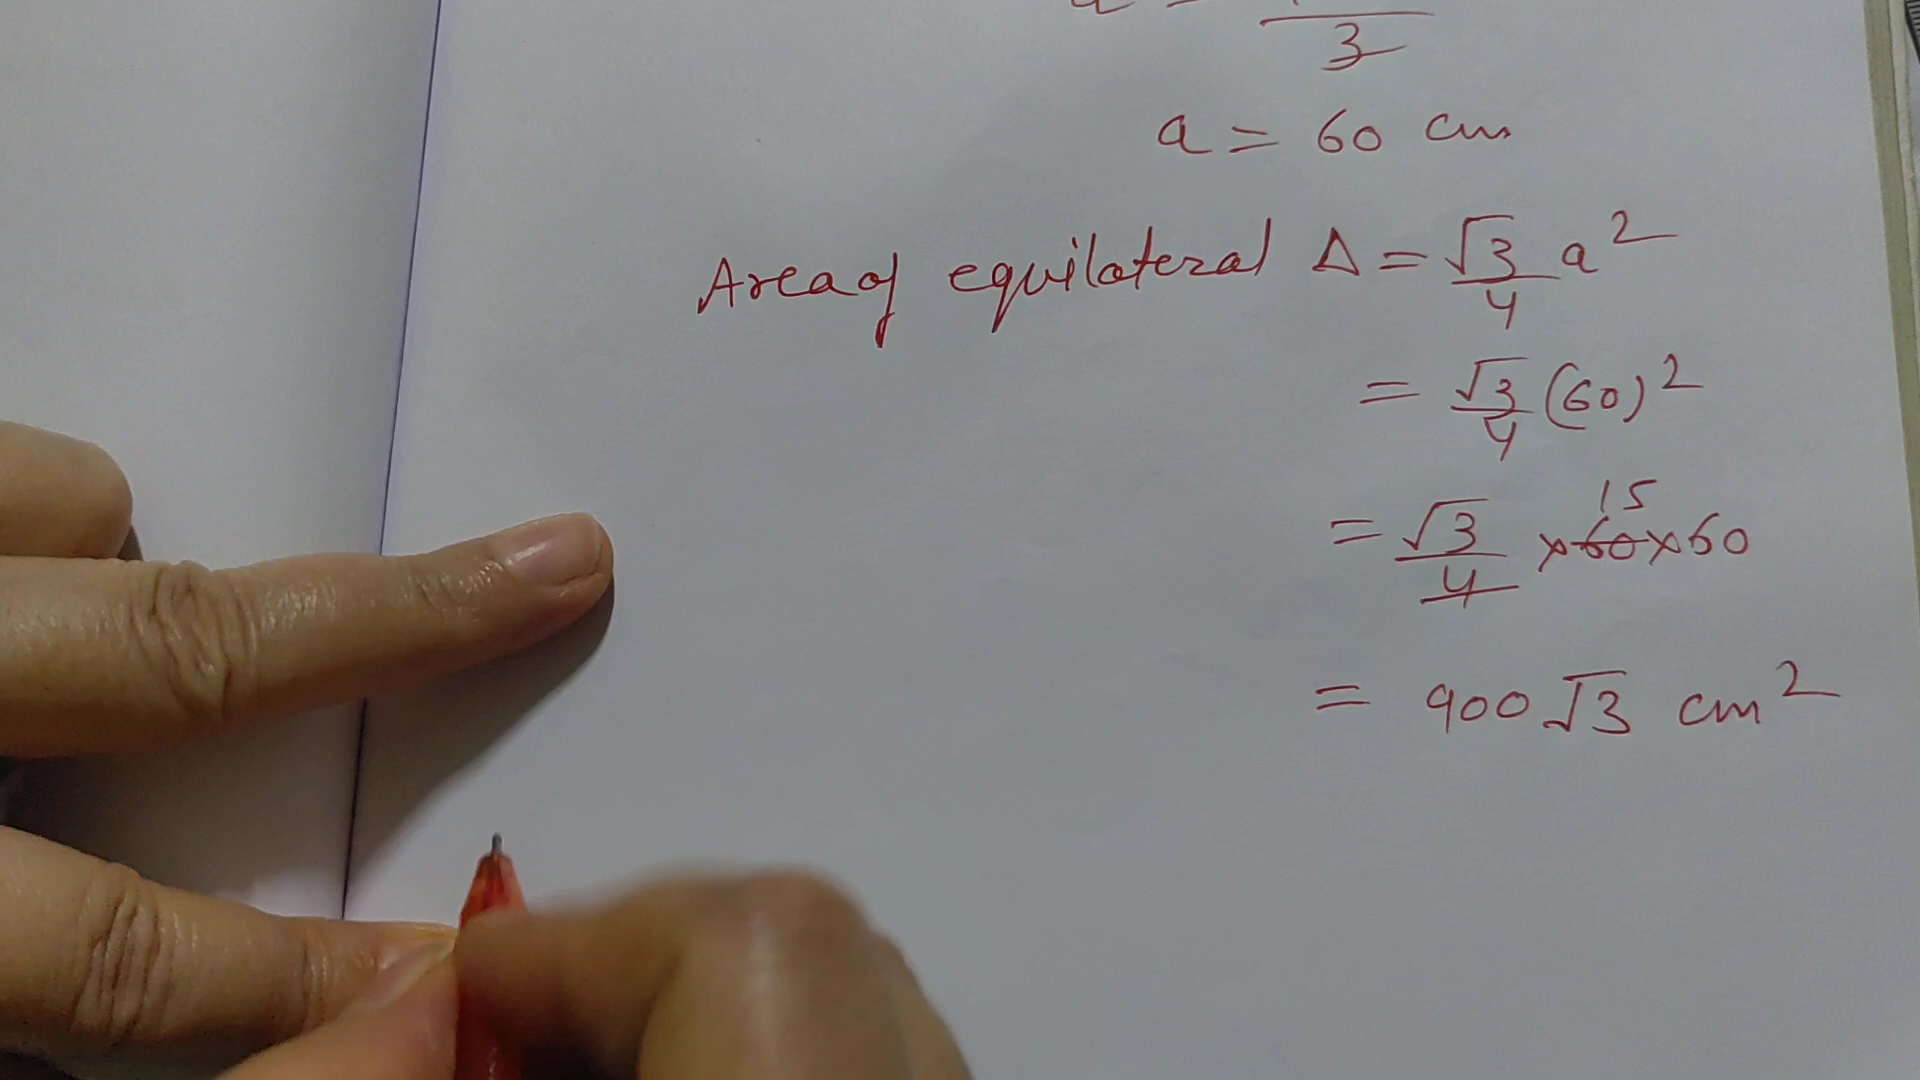 3
a = 60 cm
Area of equilateral Δ = √3/4 a²
= √3/4 (60)²
15
= √3/4 × 60 × 60
= 900√3 cm²